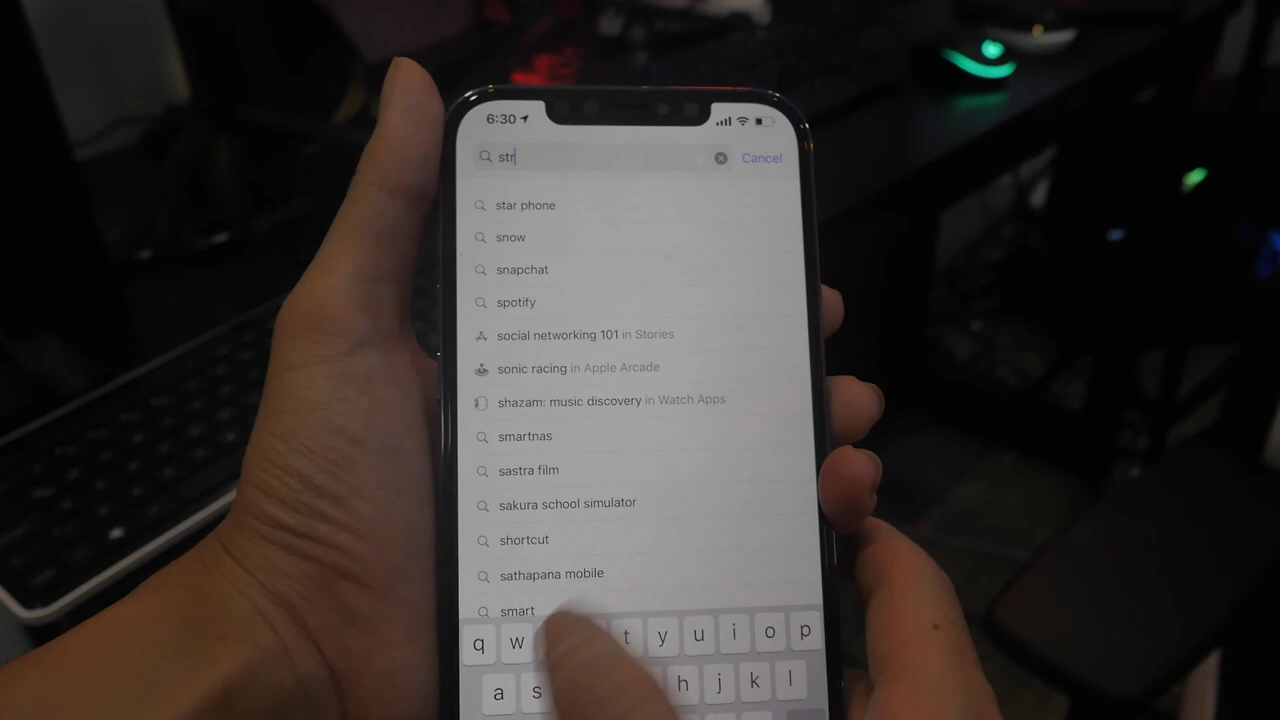 6:30
str
Cancel
star phone
snow
snapchat
spotify
social networking 101 in Stories
sonic racing in Apple Arcade
shazam: music discovery in Watch Apps
smartnas
sastra film
sakura school simulator
shortcut
sathapana mobile
smart
q w t y u i o p
a s h j k l